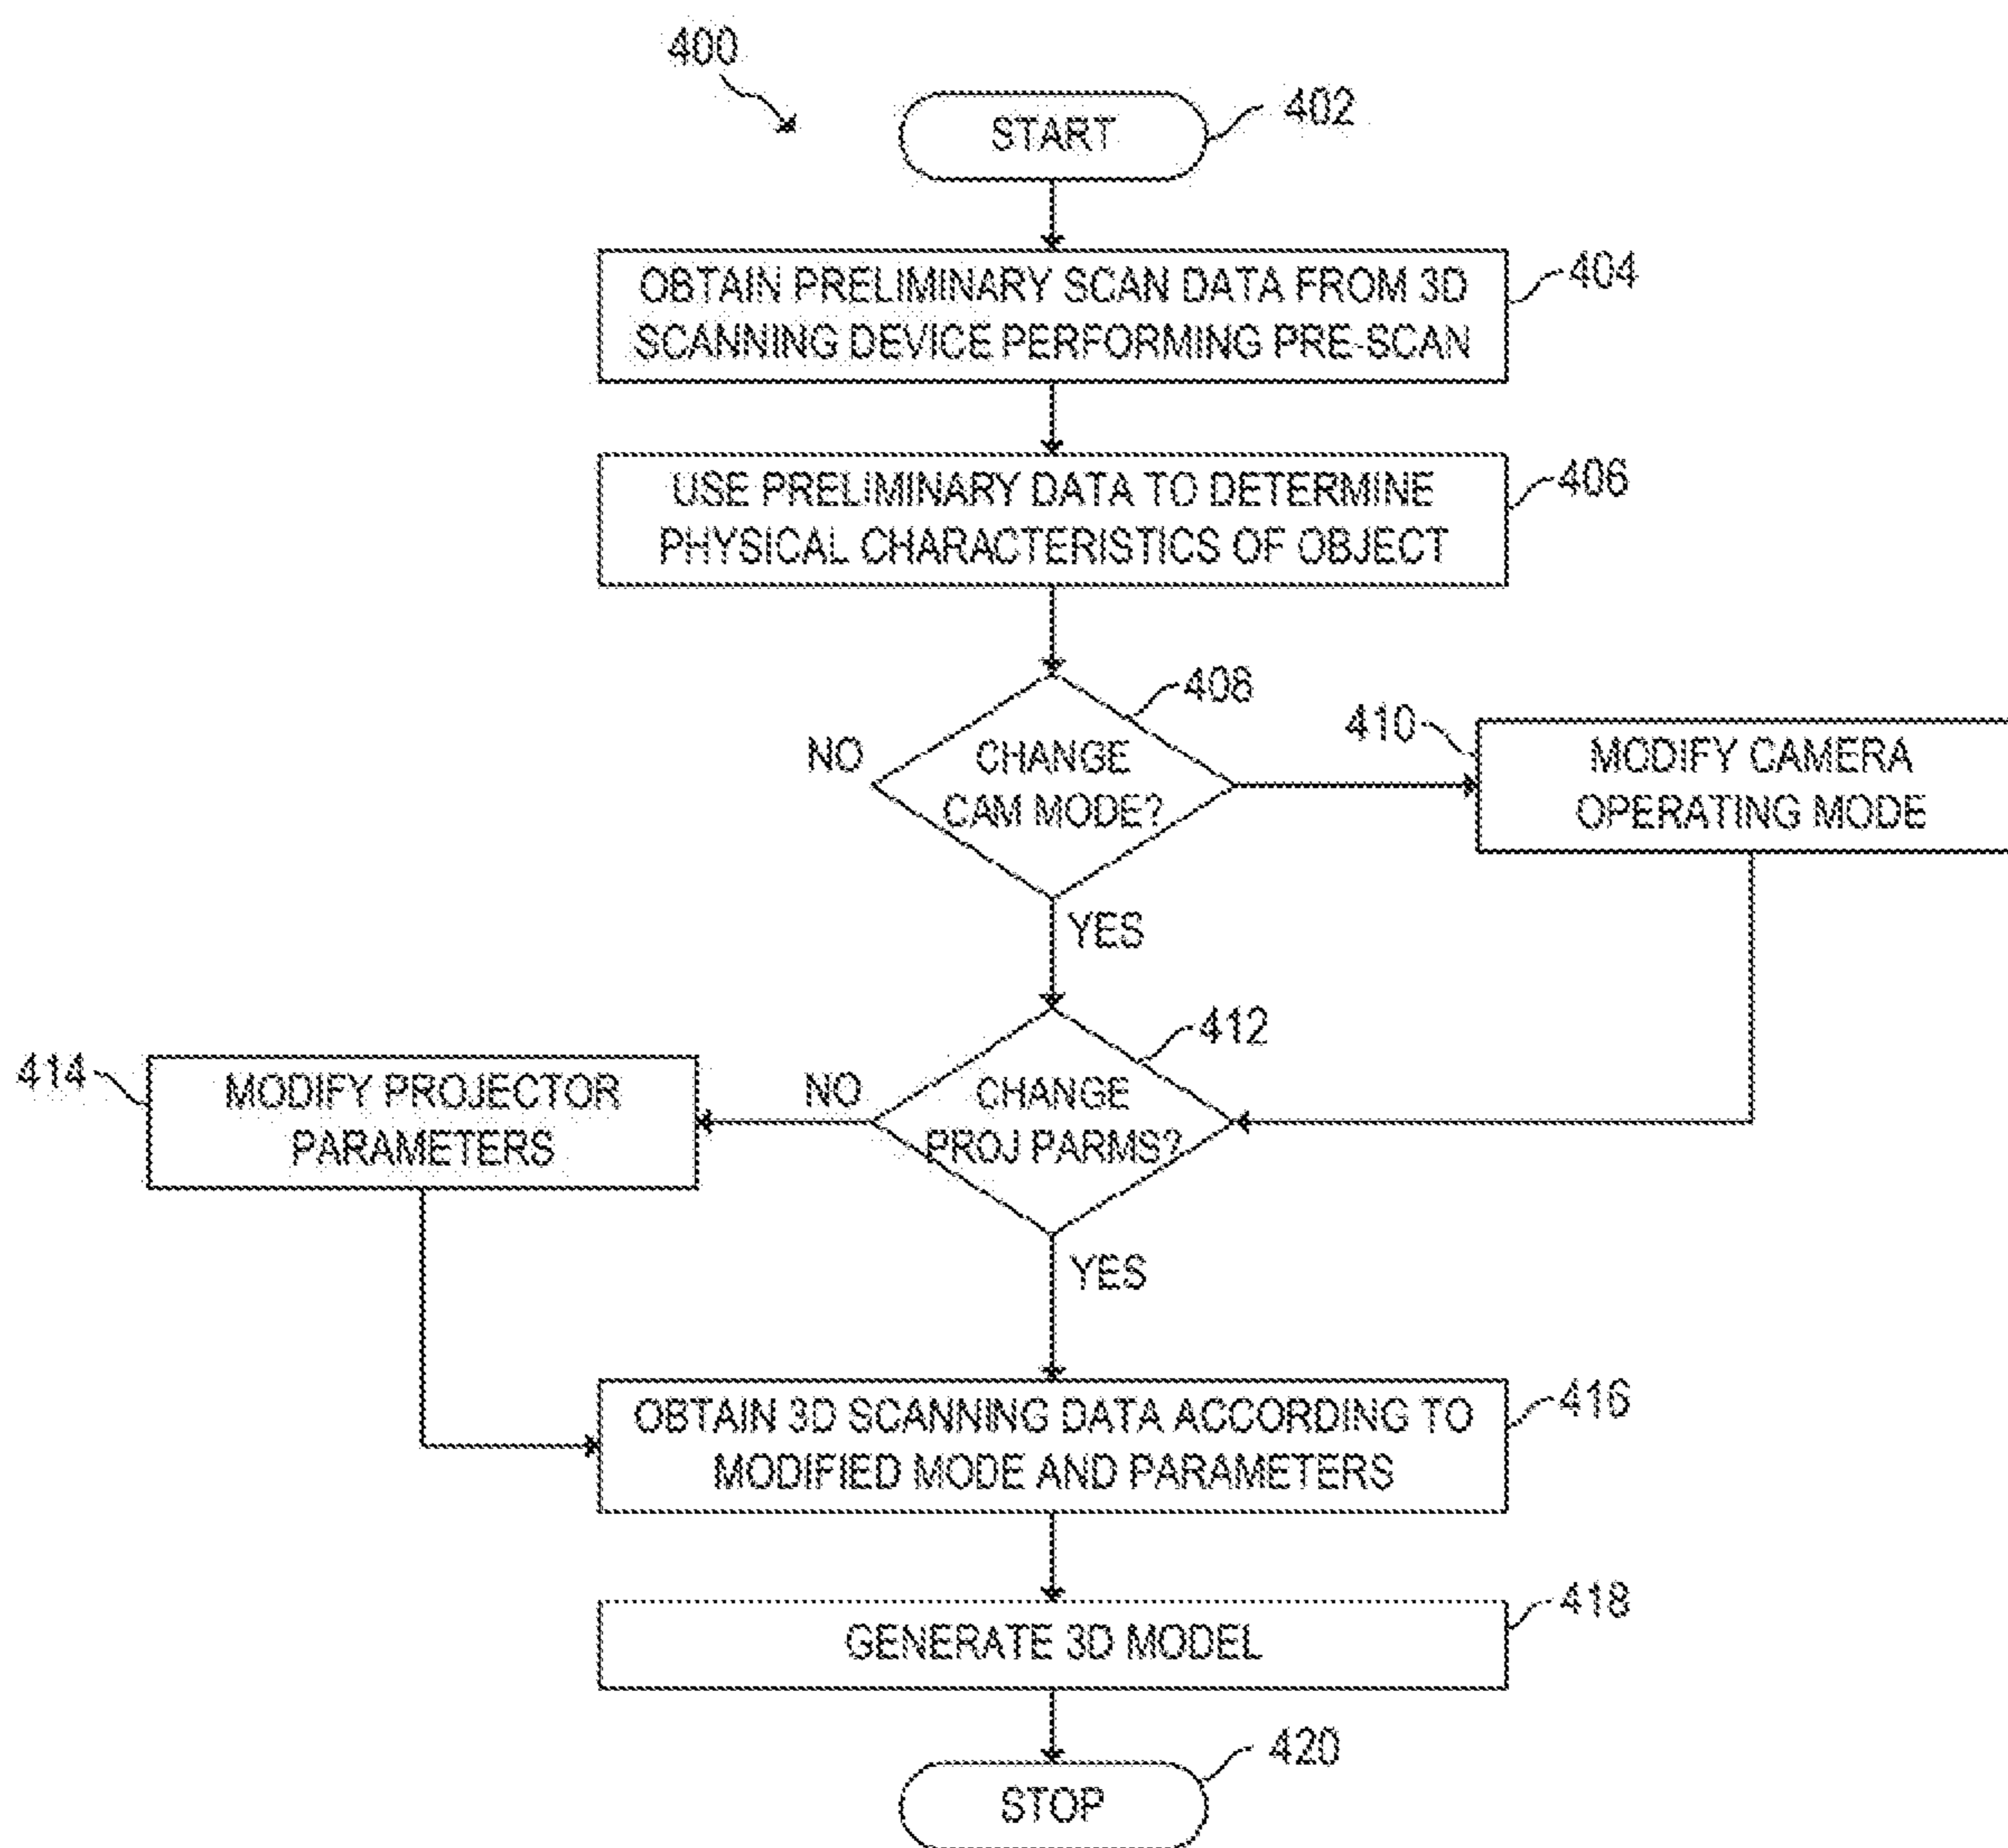 400
START
402
OBTAIN PRELIMINARY SCAN DATA FROM 3D
SCANNING DEVICE PERFORMING PRE-SCAN
404
USE PRELIMINARY DATA TO DETERMINE
PHYSICAL CHARACTERISTICS OF OBJECT
406
408
NO
CHANGE
CAM MODE?
410
MODIFY CAMERA
OPERATING MODE
YES
412
414
MODIFY PROJECTOR
PARAMETERS
NO
CHANGE
PROJ PARMS?
YES
OBTAIN 3D SCANNING DATA ACCORDING TO
MODIFIED MODE AND PARAMETERS
416
GENERATE 3D MODEL
418
STOP
420